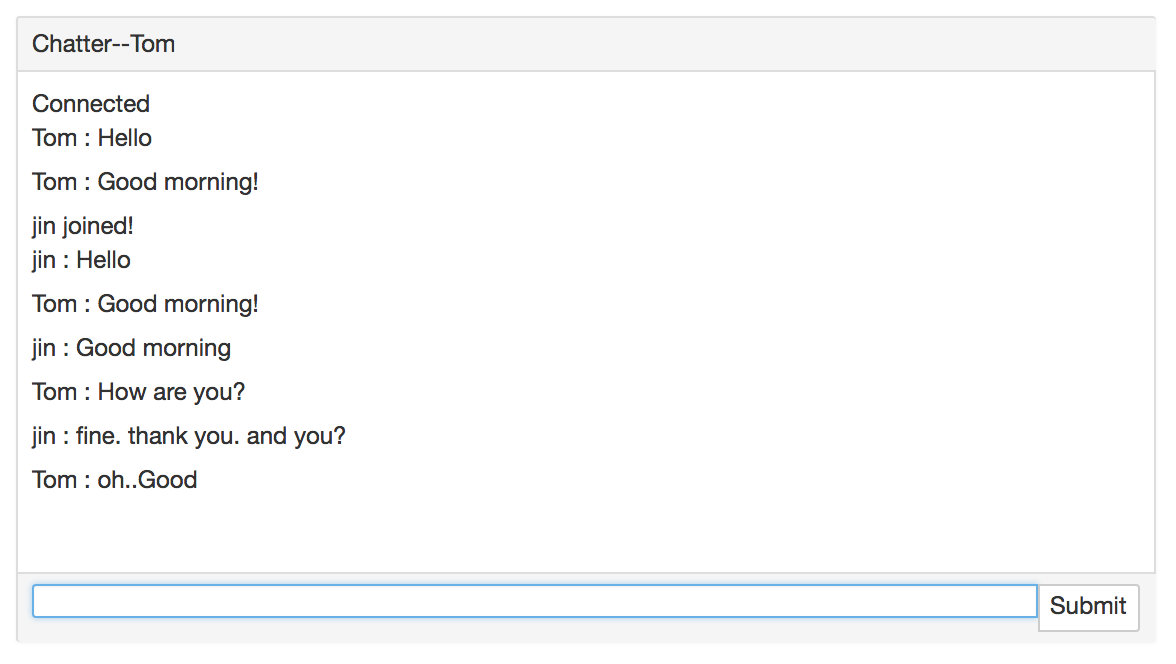 Chatter--Tom
Connected
Tom : Hello
Tom : Good morning!
jin joined!
jin : Hello
Tom : Good morning!
jin : Good morning
Tom : How are you?
jin : fine. thank you. and you?
Tom : oh..Good
Submit